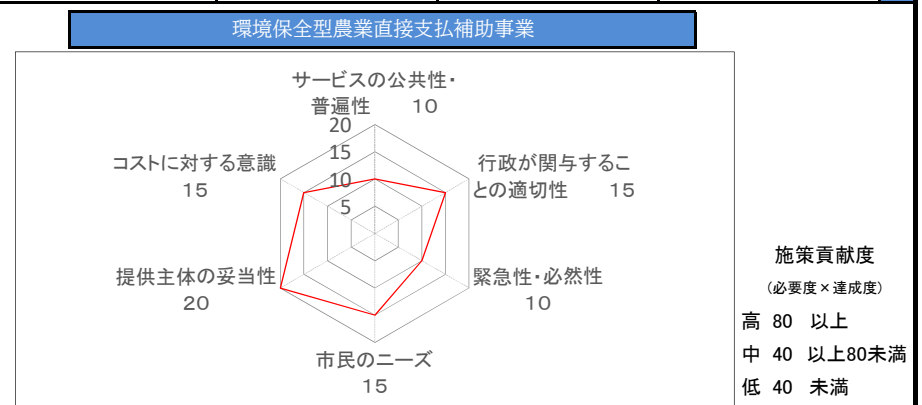 環境保全型農業直接支払補助事業
サービスの公共性・
普遍性 10
20
15
10
5
コストに対する意識
15
行政が関与するこ
との適切性 15
提供主体の妥当性
20
緊急性・必然性
10
市民のニーズ
15
施策貢献度
(必要度×達成度)
高 80 以上
中 40 以上80未満
低 40 未満